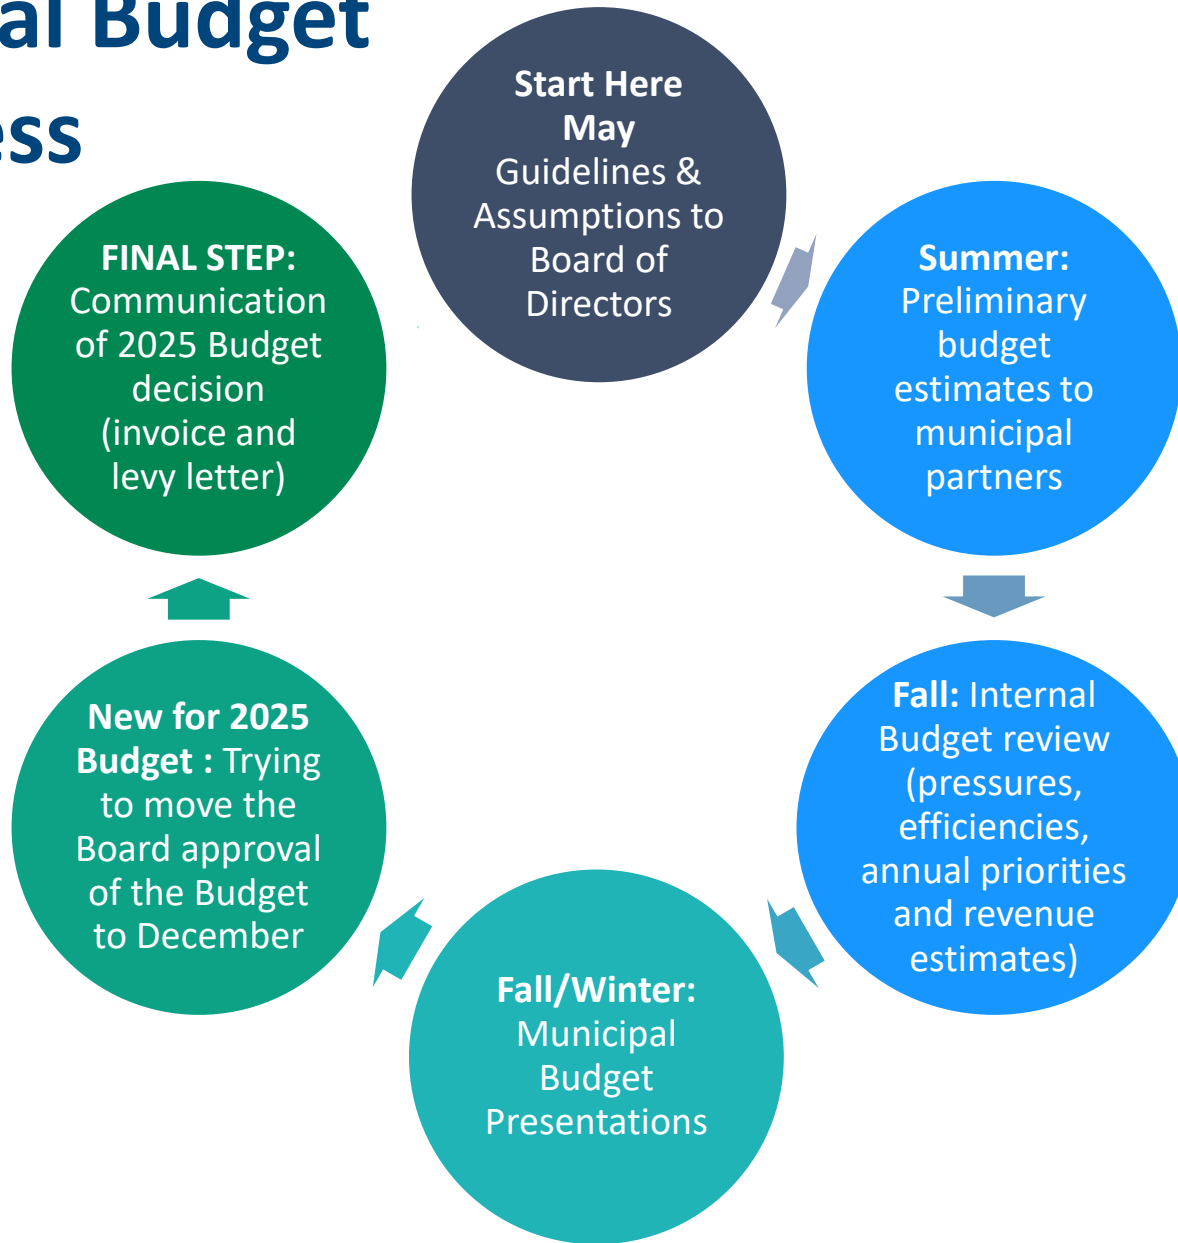 al Budget
ess
Start Here
May
Guidelines &
Assumptions to
Board of
Directors
Summer:
Preliminary
budget
estimates to
municipal
partners
Fall: Internal
Budget review
(pressures,
efficiencies,
annual priorities
and revenue
estimates)
Fall/Winter:
Municipal
Budget
Presentations
New for 2025
Budget : Trying
to move the
Board approval
of the Budget
to December
FINAL STEP:
Communication
of 2025 Budget
decision
(invoice and
levy letter)